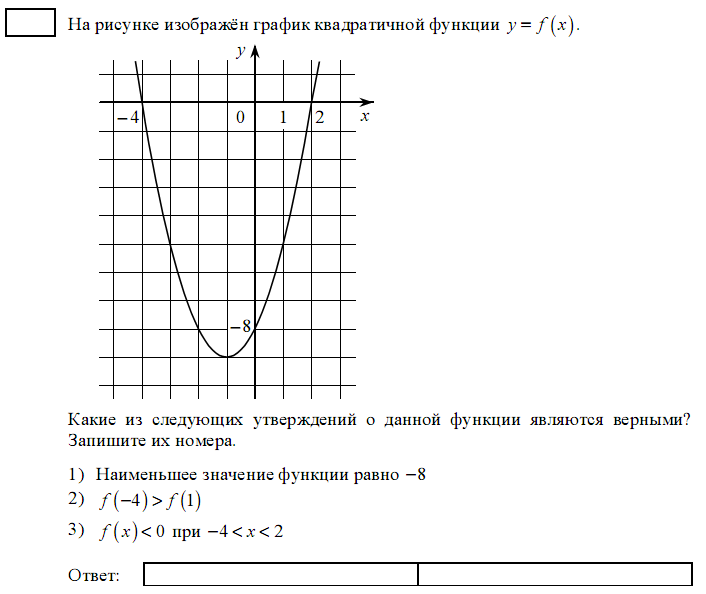 На рисунке изображён график квадратичной функции y = f(x).
y
−4 0 1 2 x
−8
Какие из следующих утверждений о данной функции являются верными?
Запишите их номера.
1) Наименьшее значение функции равно −8
2) f(−4) > f(1)
3) f(x) < 0 при −4 < x < 2
Ответ: